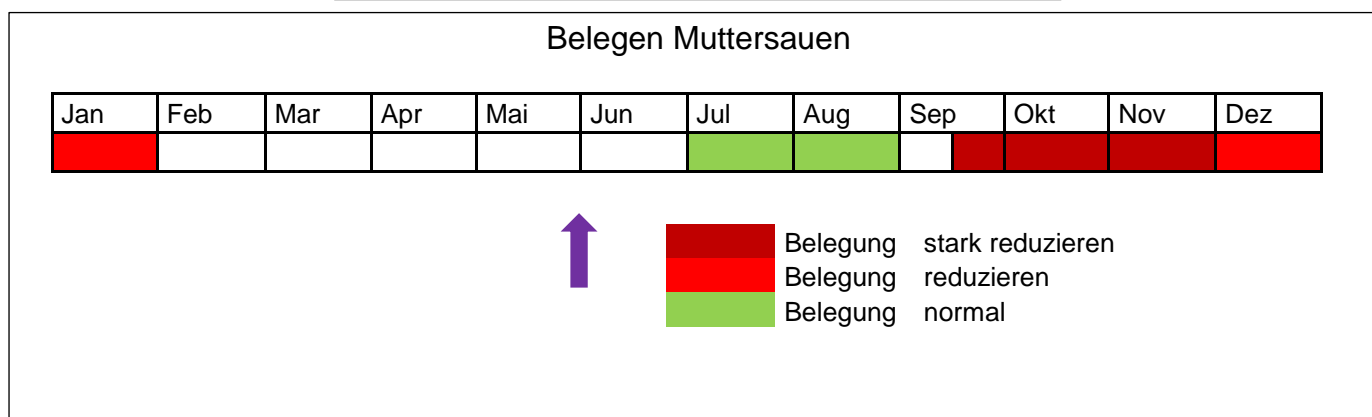 Belegen Muttersauen
Jan Feb Mar Apr Mai Jun Jul Aug Sep Okt Nov Dez
Belegung stark reduzieren
Belegung reduzieren
Belegung normal